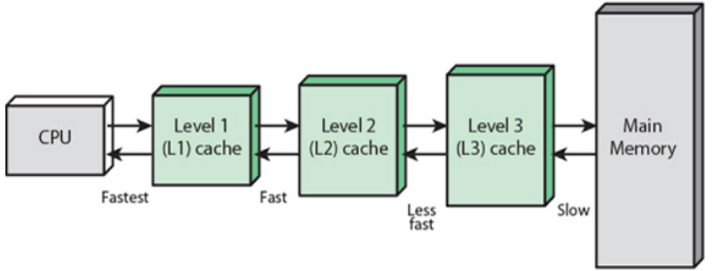 CPU
Level 1
(L1) cache
Level 2
(L2) cache
Level 3
(L3) cache
Main
Memory
Fastest
Fast
Less
fast
Slow